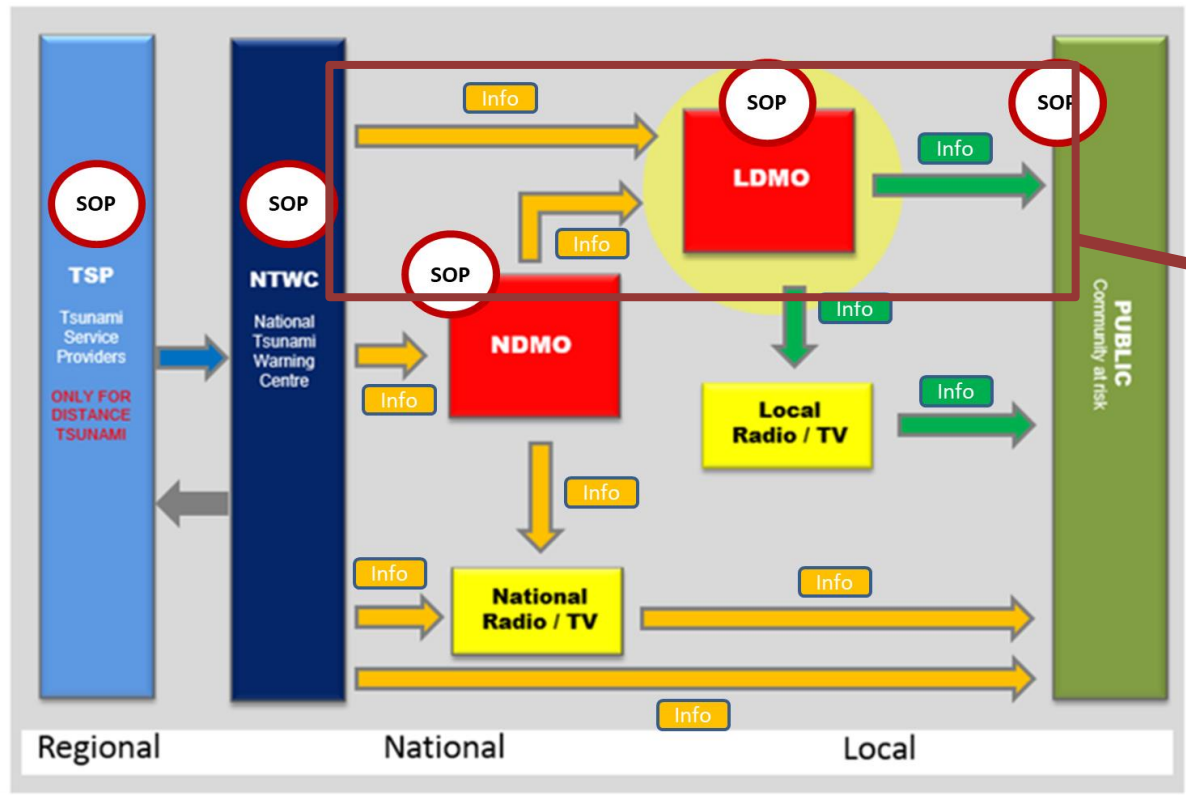 SOP
TSP
Tsunami
Service
Providers
ONLY FOR
DISTANCE
TSUNAMI
SOP
NTWC
National
Tsunami
Warning
Centre
Info
SOP
LDMO
Info
SOP
Info
SOP
NDMO
Info
Info
Local
Radio / TV
Info
Info
Info
National
Radio / TV
Info
Info
PUBLIC
Community at risk
Regional
National
Local